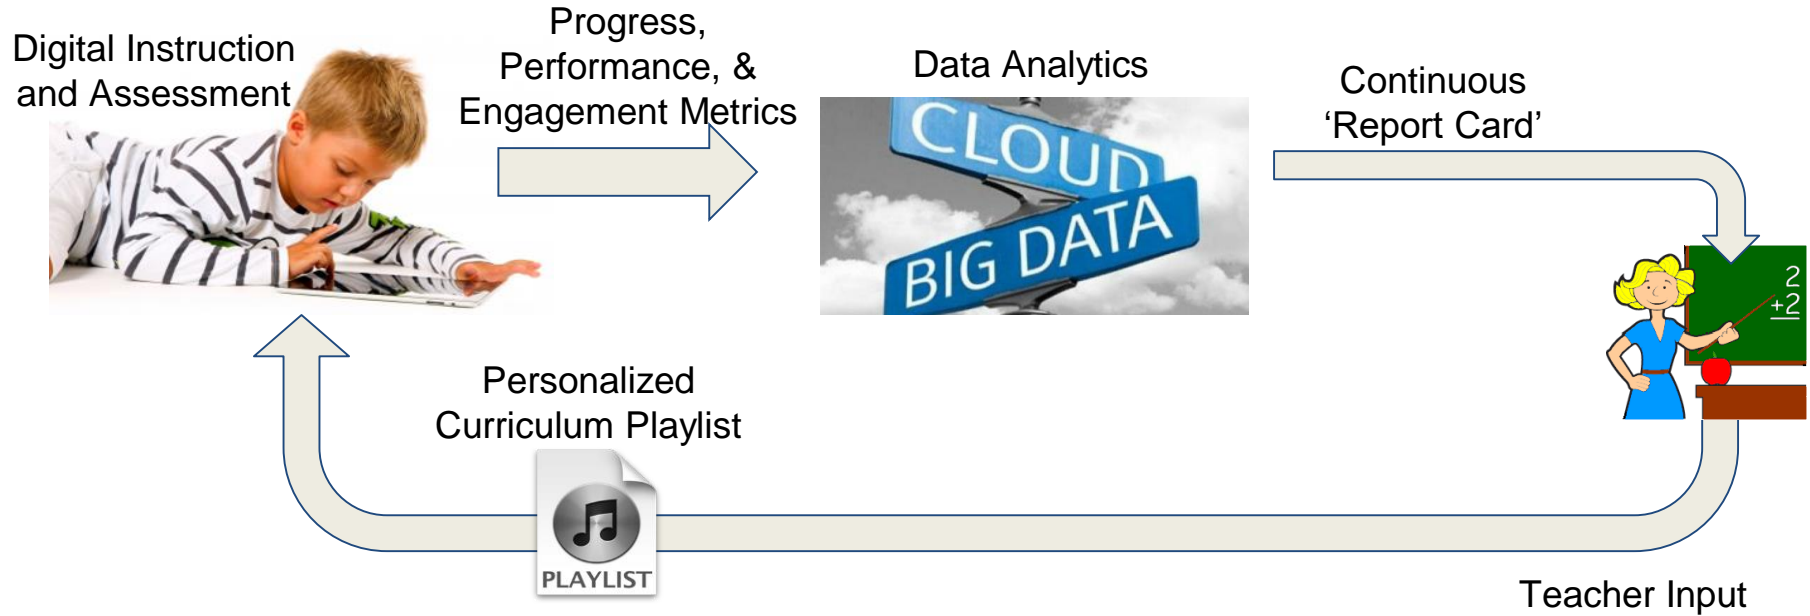 Digital Instruction
and Assessment
Progress,
Performance, &
Engagement Metrics
Data Analytics
CLOUD
BIG DATA
Continuous
‘Report Card’
2
+2
Personalized
Curriculum Playlist
PLAYLIST
Teacher Input